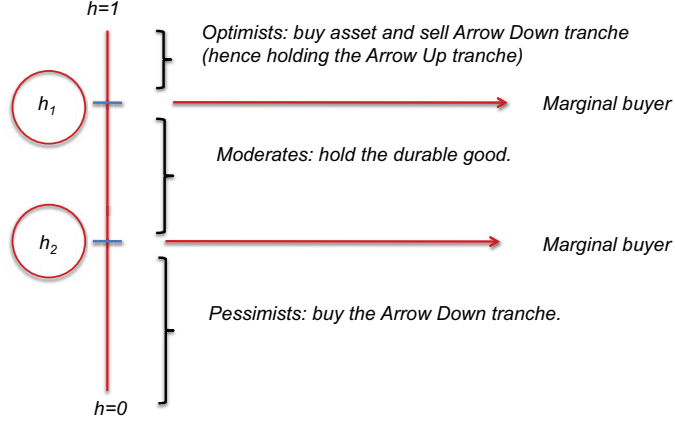 h=1
Optimists: buy asset and sell Arrow Down tranche
(hence holding the Arrow Up tranche)
h1
Marginal buyer
Moderates: hold the durable good.
h2
Marginal buyer
Pessimists: buy the Arrow Down tranche.
h=0